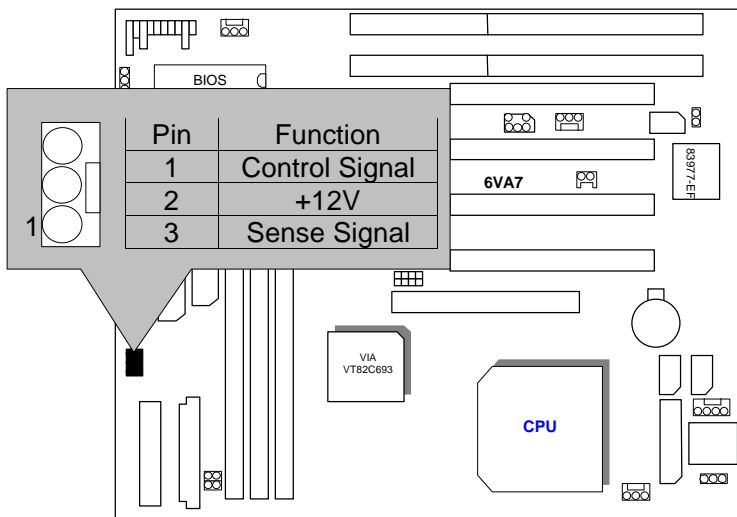 BIOS
Pin Function
1 Control Signal
2 +12V
3 Sense Signal
1
6VA7
83977-EF
VIA
VT82C693
CPU